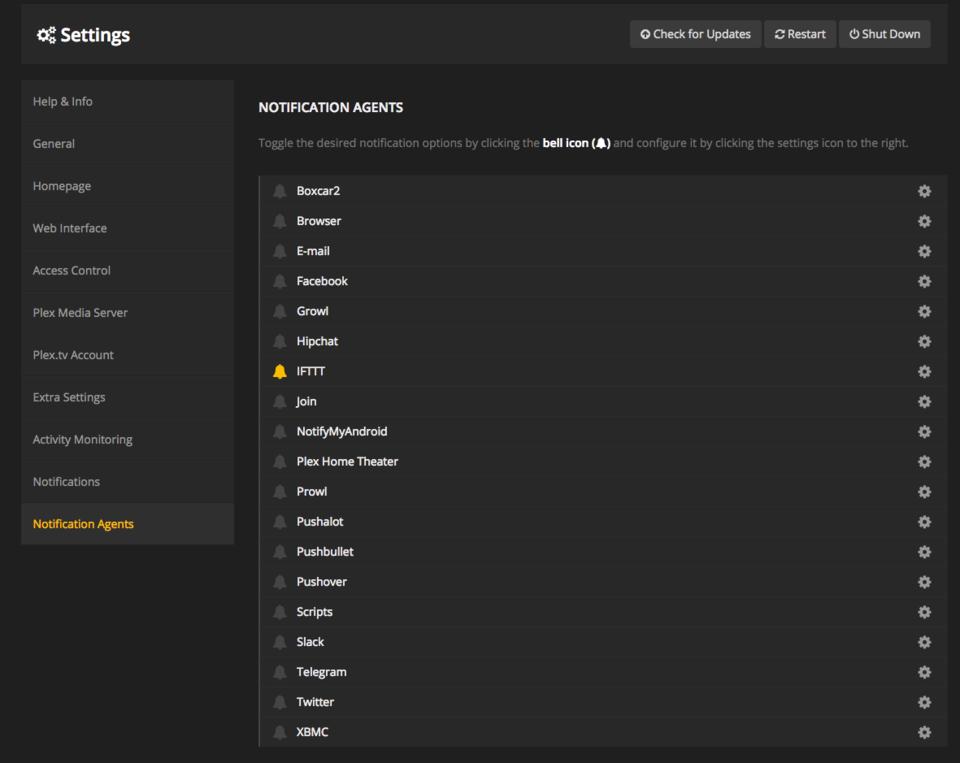 Settings
Check for Updates
Restart
Shut Down
Help & Info
General
Homepage
Web Interface
Access Control
Plex Media Server
Plex.tv Account
Extra Settings
Activity Monitoring
Notifications
Notification Agents
NOTIFICATION AGENTS
Toggle the desired notification options by clicking the bell icon () and configure it by clicking the settings icon to the right.
Boxcar2
Browser
E-mail
Facebook
Growl
Hipchat
IFTTT
Join
NotifyMyAndroid
Plex Home Theater
Prowl
Pushalot
Pushbullet
Pushover
Scripts
Slack
Telegram
Twitter
XBMC